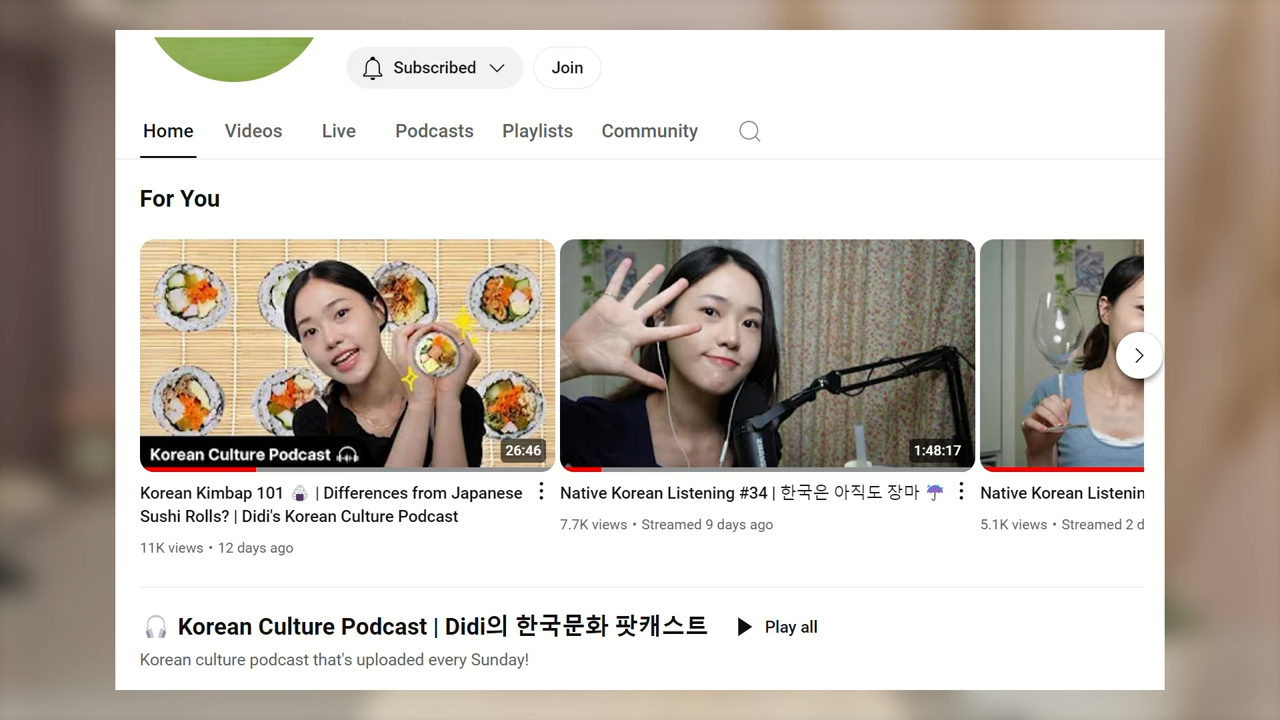 Subscribed
Join
Home
Videos
Live
Podcasts
Playlists
Community
For You
Korean Culture Podcast
26:46
1:48:17
Korean Kimbap 101 🍙 | Differences from Japanese
Sushi Rolls? | Didi's Korean Culture Podcast
11K views • 12 days ago
Native Korean Listening #34 | 한국은 아직도 장마 ☔
7.7K views • Streamed 9 days ago
Native Korean Listenin
5.1K views • Streamed 2 d
🎧 Korean Culture Podcast | Didi의 한국문화 팟캐스트
Play all
Korean culture podcast that's uploaded every Sunday!